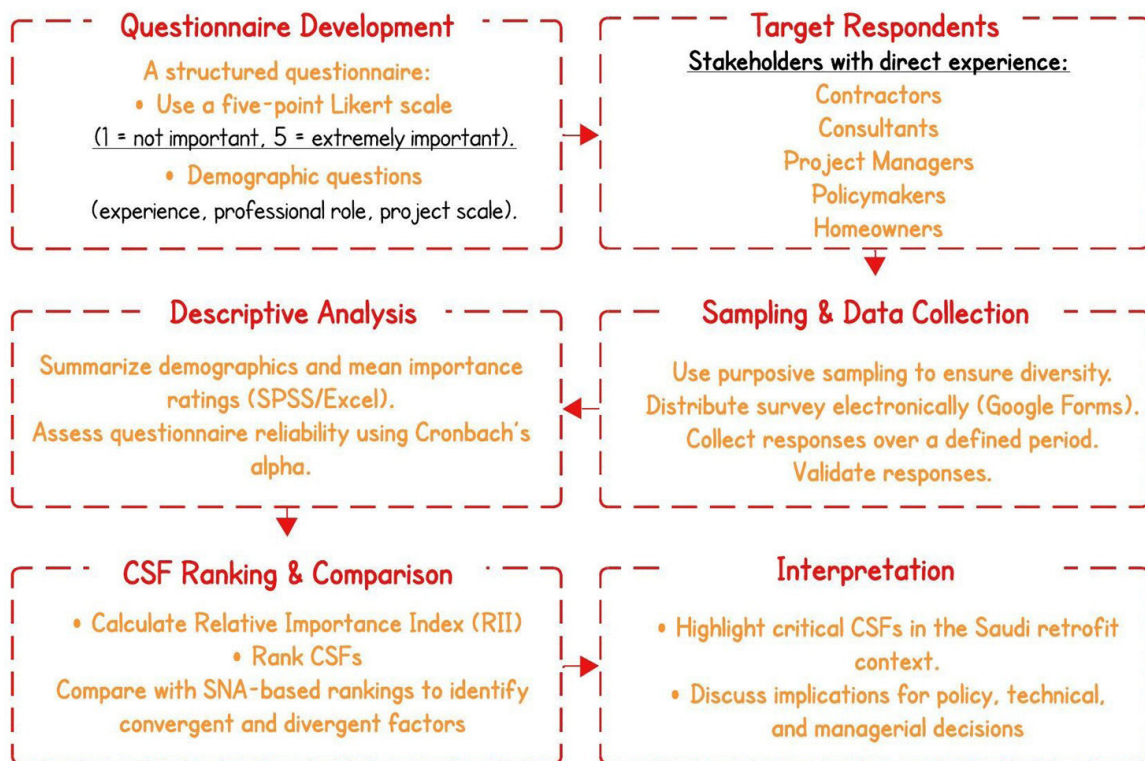 Questionnaire Development
A structured questionnaire:
• Use a five-point Likert scale
(1 = not important, 5 = extremely important).
• Demographic questions
(experience, professional role, project scale).
Target Respondents
Stakeholders with direct experience:
Contractors
Consultants
Project Managers
Policymakers
Homeowners
Sampling & Data Collection
Use purposive sampling to ensure diversity.
Distribute survey electronically (Google Forms).
Collect responses over a defined period.
Validate responses.
Descriptive Analysis
Summarize demographics and mean importance
ratings (SPSS/Excel).
Assess questionnaire reliability using Cronbach's
alpha.
CSF Ranking & Comparison
• Calculate Relative Importance Index (RII)
• Rank CSFs
Compare with SNA-based rankings to identify
convergent and divergent factors
Interpretation
• Highlight critical CSFs in the Saudi retrofit
context.
• Discuss implications for policy, technical,
and managerial decisions